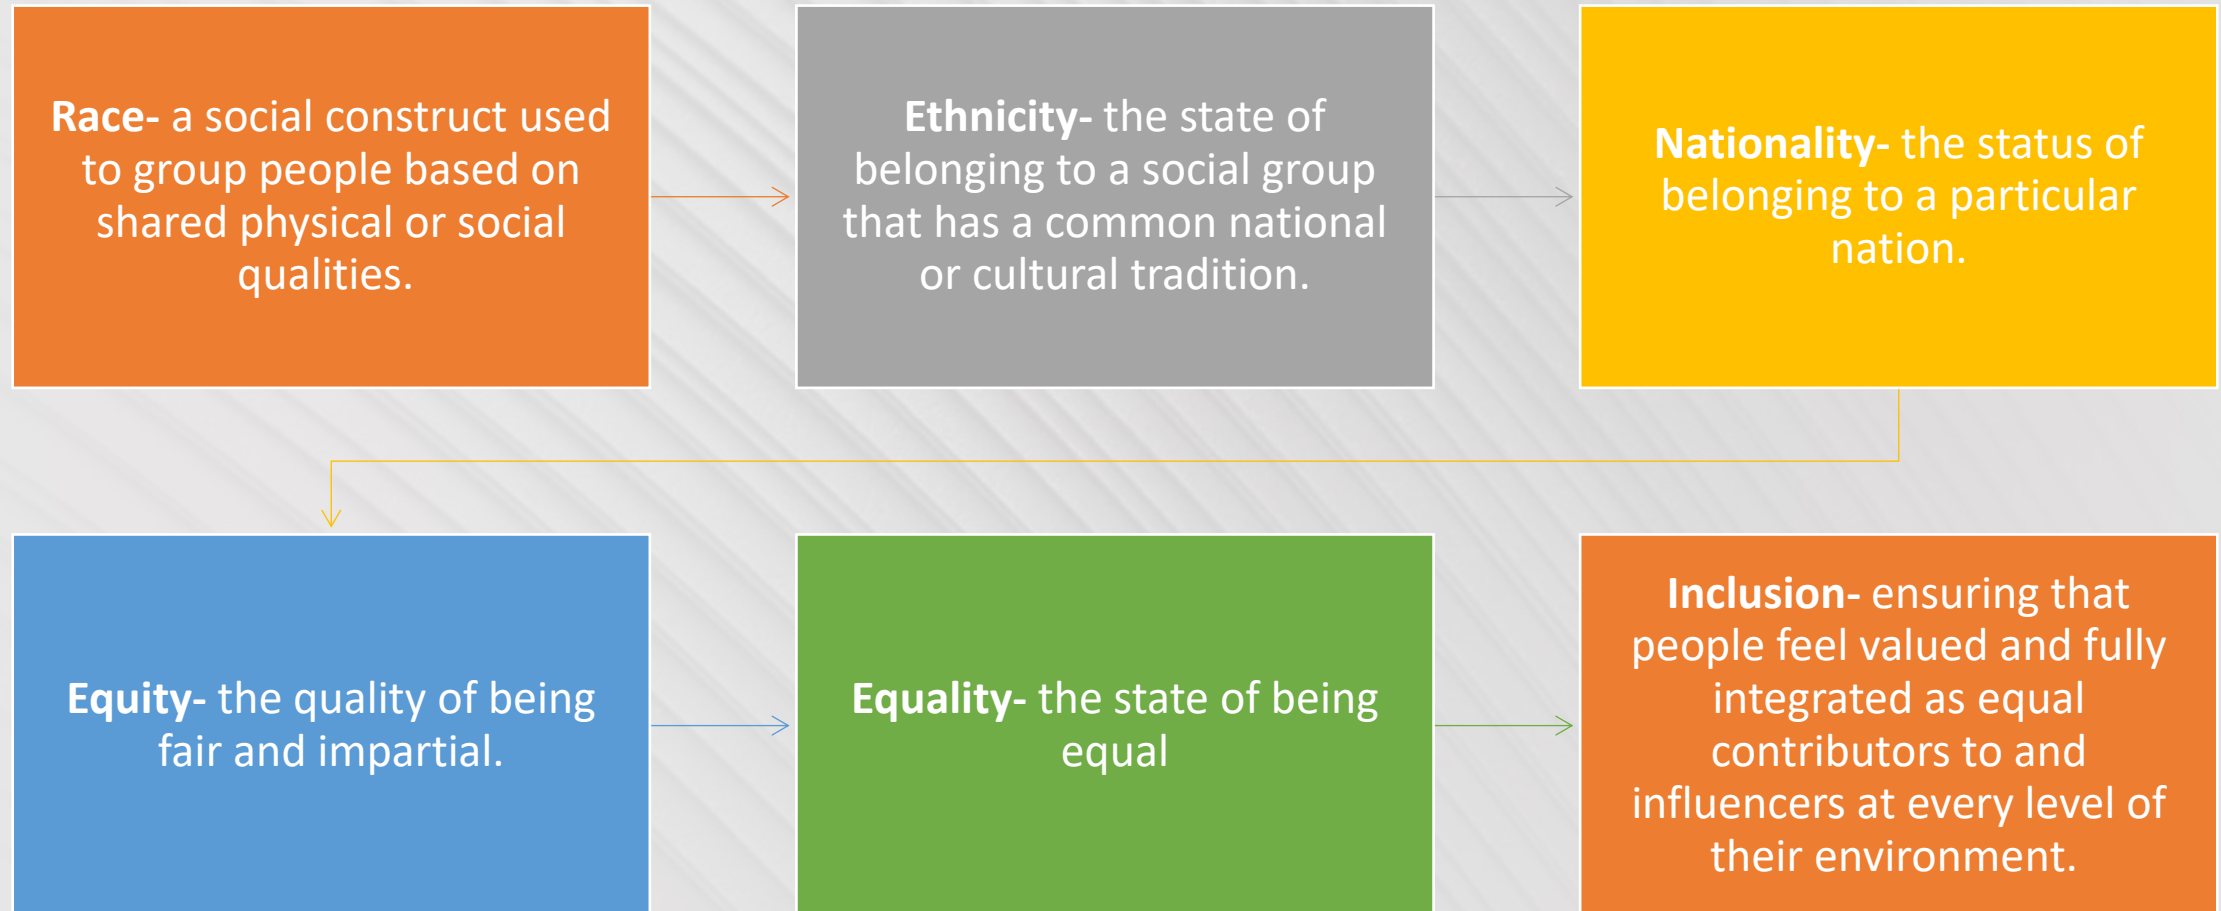 Race- a social construct used
to group people based on
shared physical or social
qualities.
Ethnicity- the state of
belonging to a social group
that has a common national
or cultural tradition.
Nationality- the status of
belonging to a particular
nation.
Equity- the quality of being
fair and impartial.
Equality- the state of being
equal
Inclusion- ensuring that
people feel valued and fully
integrated as equal
contributors to and
influencers at every level of
their environment.